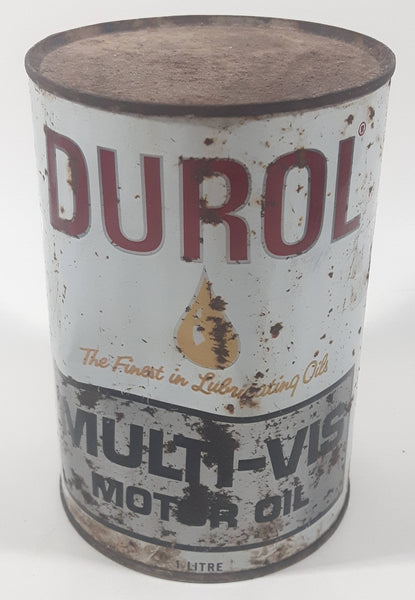 DUROL®
The Finest in Lubricating Oils
MULTI-VIS
MOTOR OIL
1 LITRE